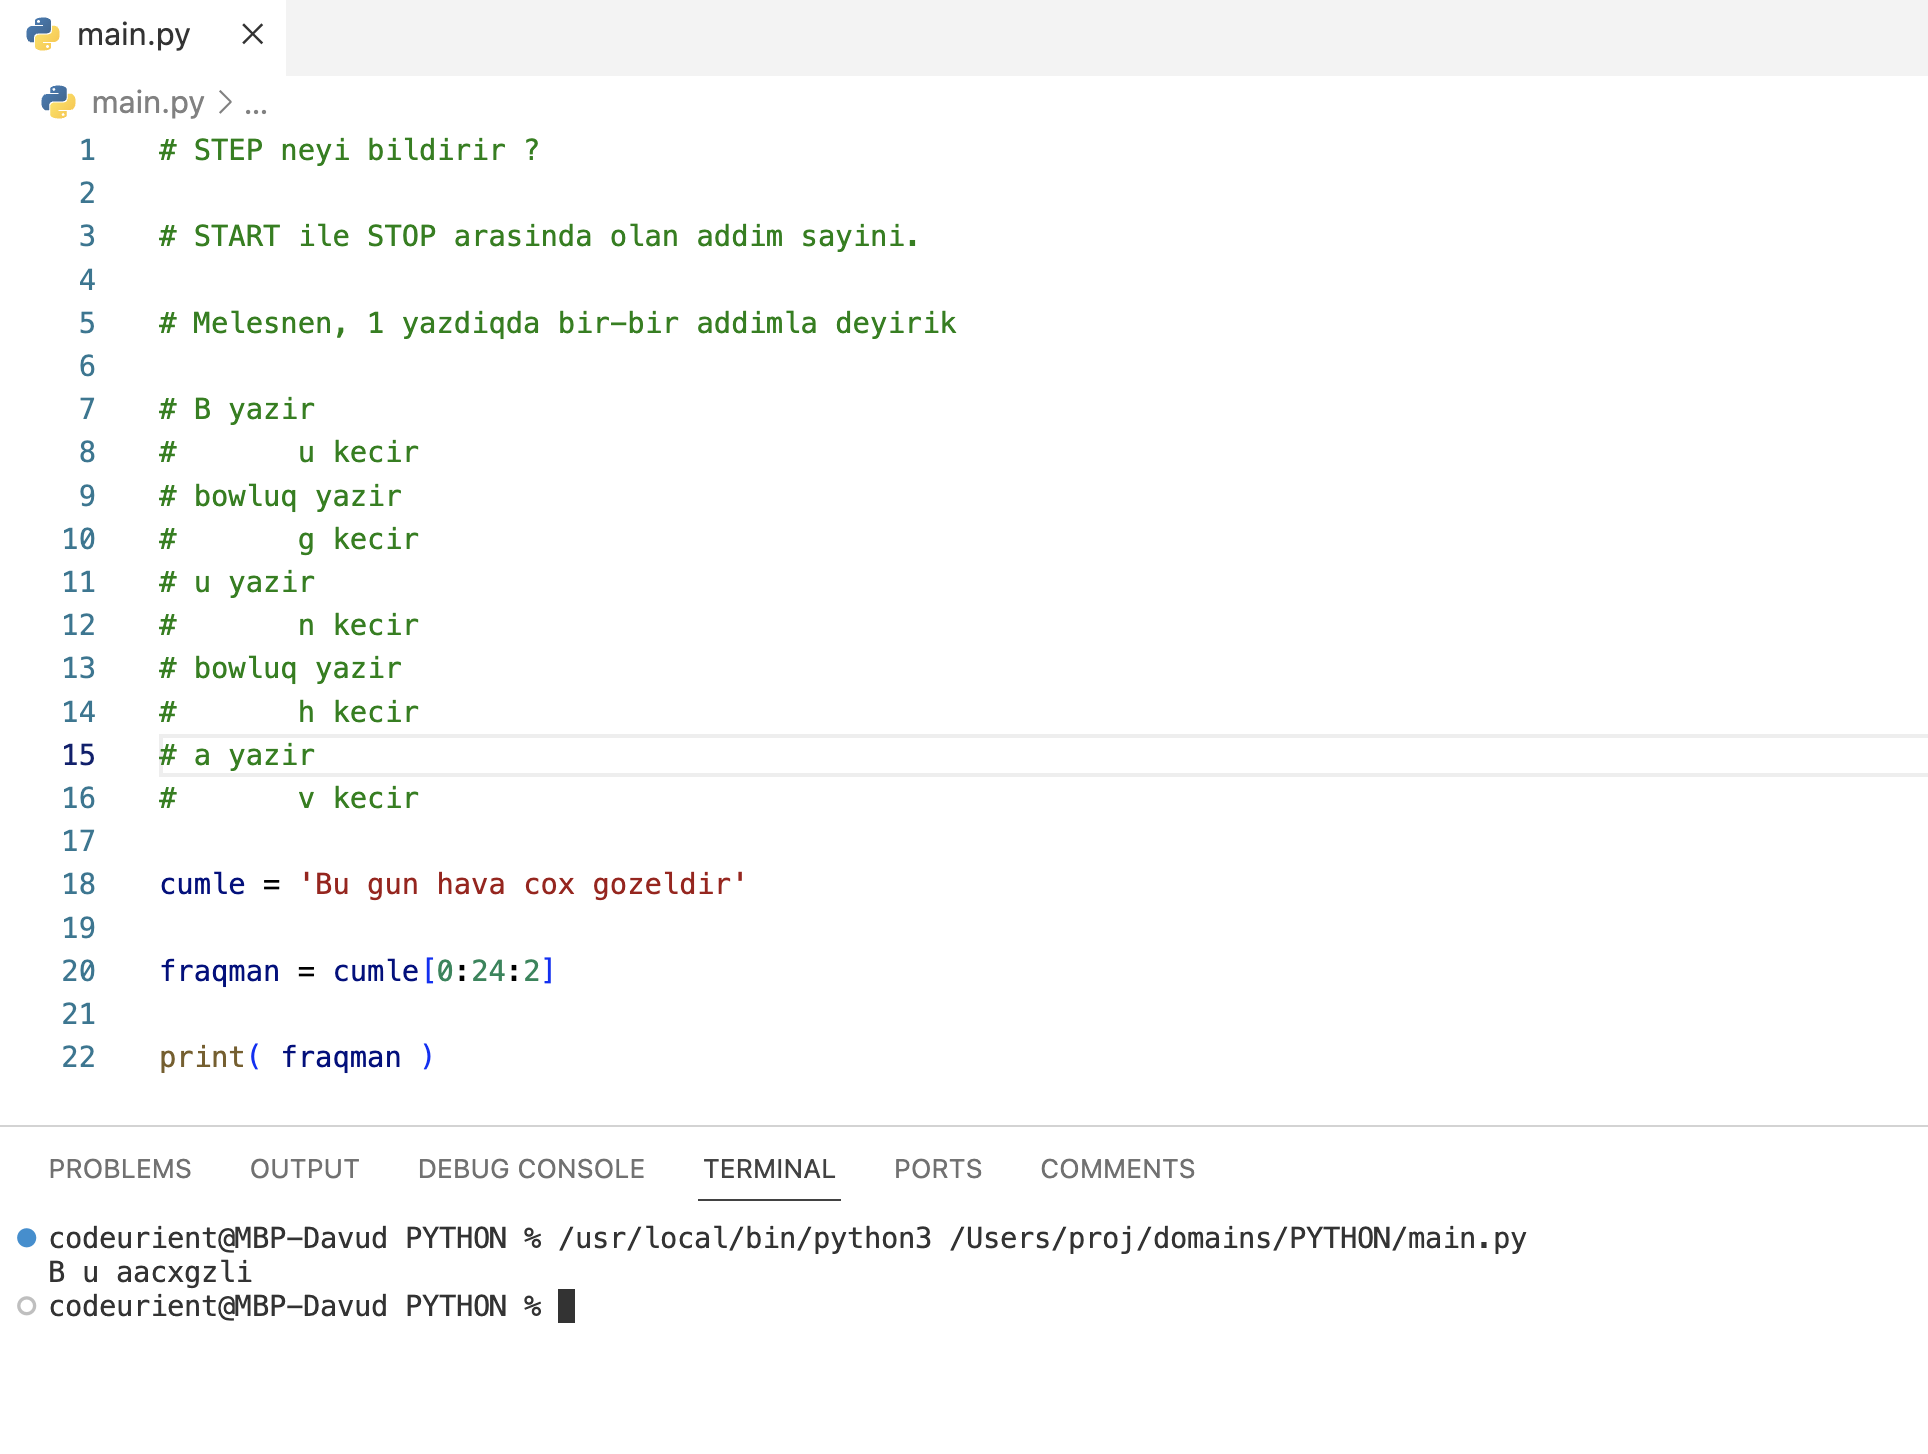 main.py
main.py > ...
1 # STEP neyi bildirir ?
2
3 # START ile STOP arasinda olan addim sayini.
4
5 # Melesnen, 1 yazdiqda bir-bir addimla deyirik
6
7 # B yazir
8 #       u kecir
9 # bowluq yazir
10 #       g kecir
11 # u yazir
12 #       n kecir
13 # bowluq yazir
14 #       h kecir
15 # a yazir
16 #       v kecir
17
18 cumle = 'Bu gun hava cox gozeldir'
19
20 fraqman = cumle[0:24:2]
21
22 print( fraqman )
PROBLEMS OUTPUT DEBUG CONSOLE TERMINAL PORTS COMMENTS
codeurient@MBP-Davud PYTHON % /usr/local/bin/python3 /Users/proj/domains/PYTHON/main.py
B u aacxgzli
codeurient@MBP-Davud PYTHON %